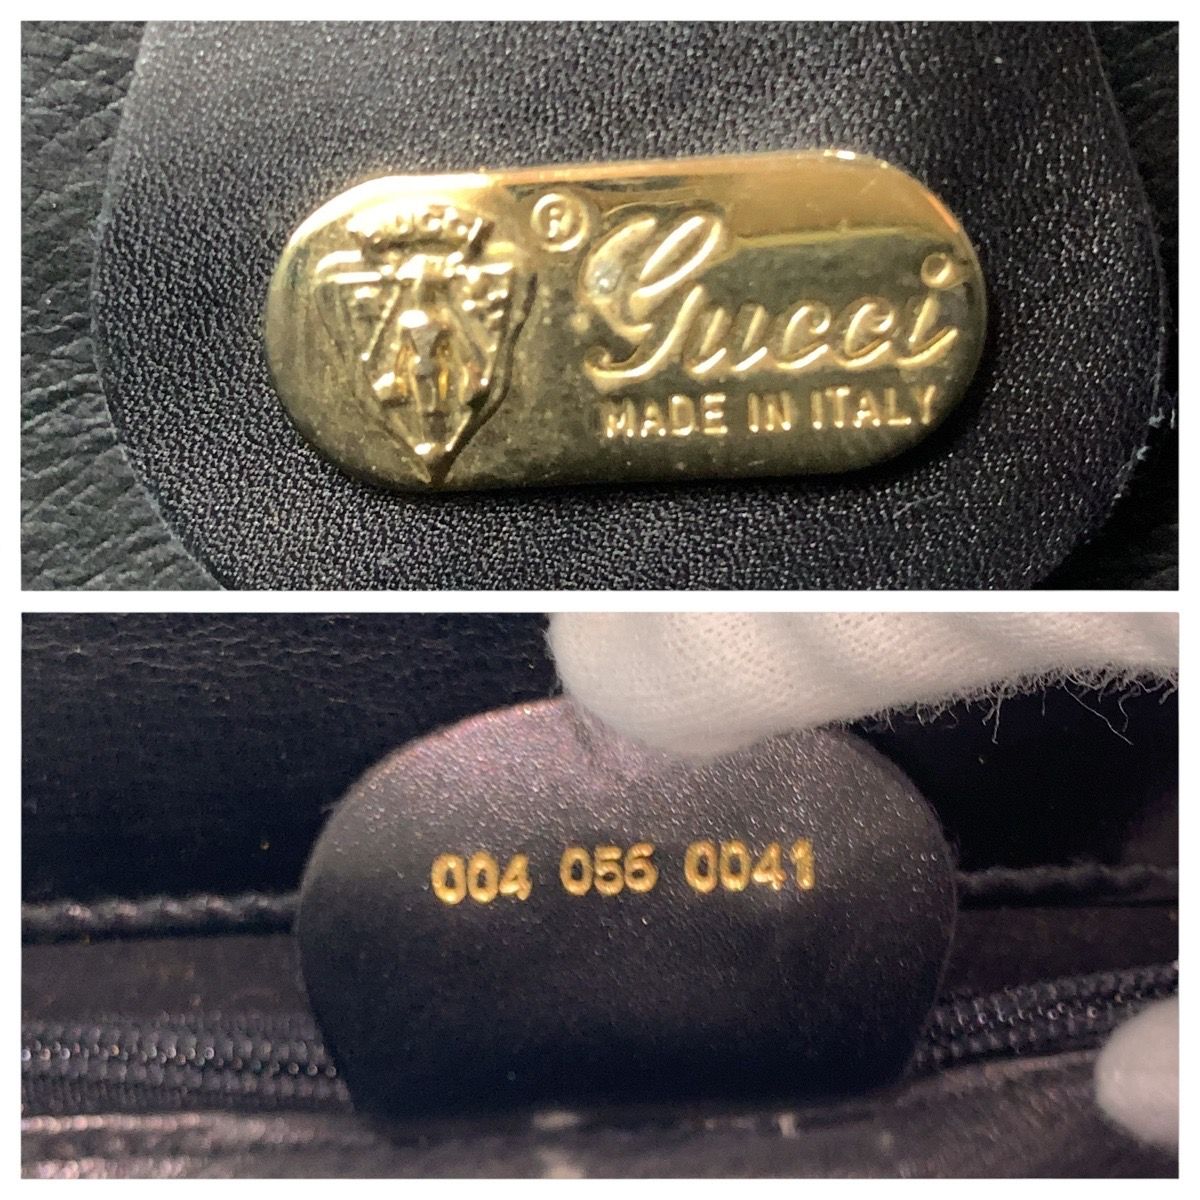 GUCCI
® Gucci
MADE IN ITALY
004 056 0041